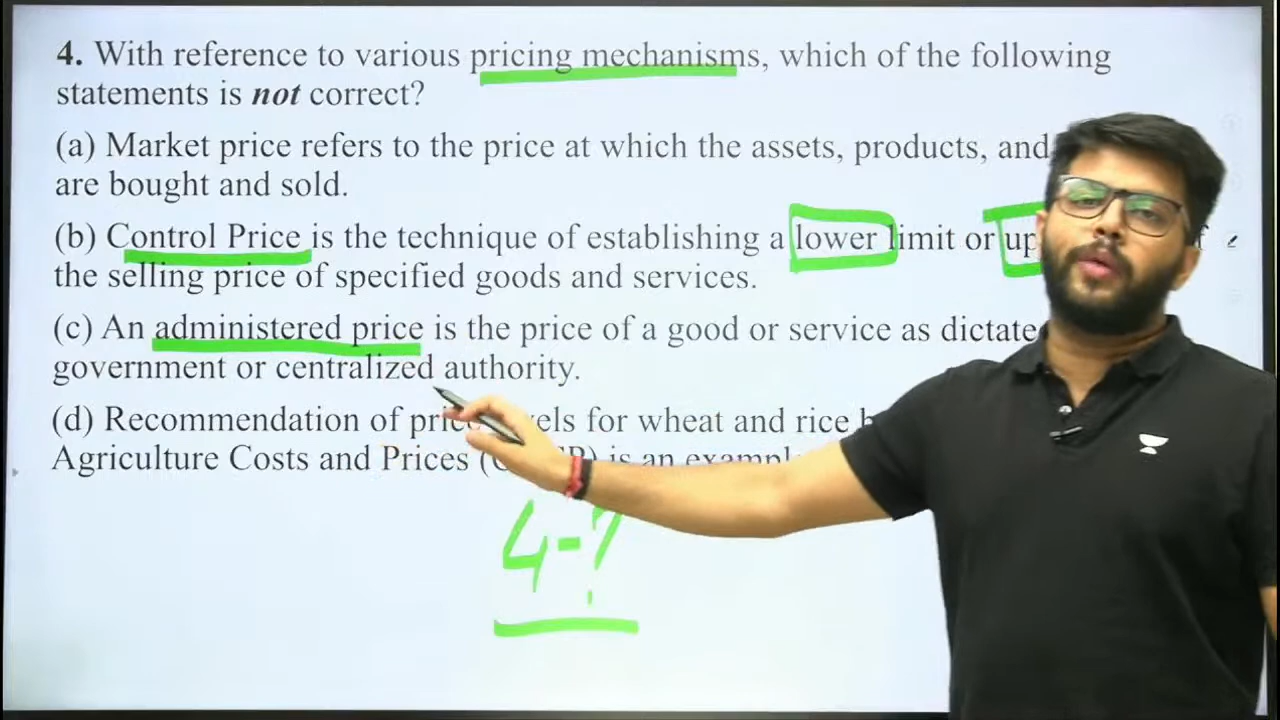 4. With reference to various pricing mechanisms, which of the following
statements is not correct?
(a) Market price refers to the price at which the assets, products, and
are bought and sold.
(b) Control Price is the technique of establishing a lower limit or up
the selling price of specified goods and services.
(c) An administered price is the price of a good or service as dictate
government or centralized authority.
(d) Recommendation of for wheat and rice
Agriculture Costs and Prices is an
4-?